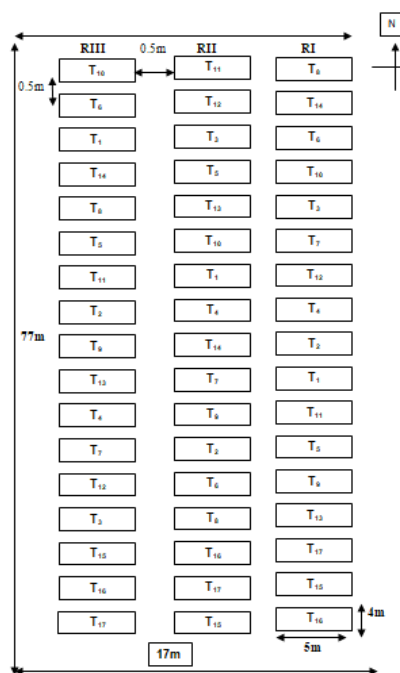 N
RIII 0.5m RII RI
T₁₀ T₁₁ T₈
0.5m
T₆ T₁₂ T₁₄
T₁ T₃ T₆
T₁₄ T₅ T₁₀
T₈ T₁₃ T₃
T₅ T₁₀ T₇
T₁₁ T₁ T₁₂
T₂ T₄ T₄
77m
T₉ T₁₄ T₂
T₁₃ T₇ T₁
T₄ T₉ T₁₁
T₇ T₂ T₅
T₁₂ T₆ T₉
T₃ T₈ T₁₃
T₁₅ T₁₆ T₁₇
T₁₆ T₁₇ T₁₅
T₁₇ T₁₅ T₁₆ 4m
17m 5m